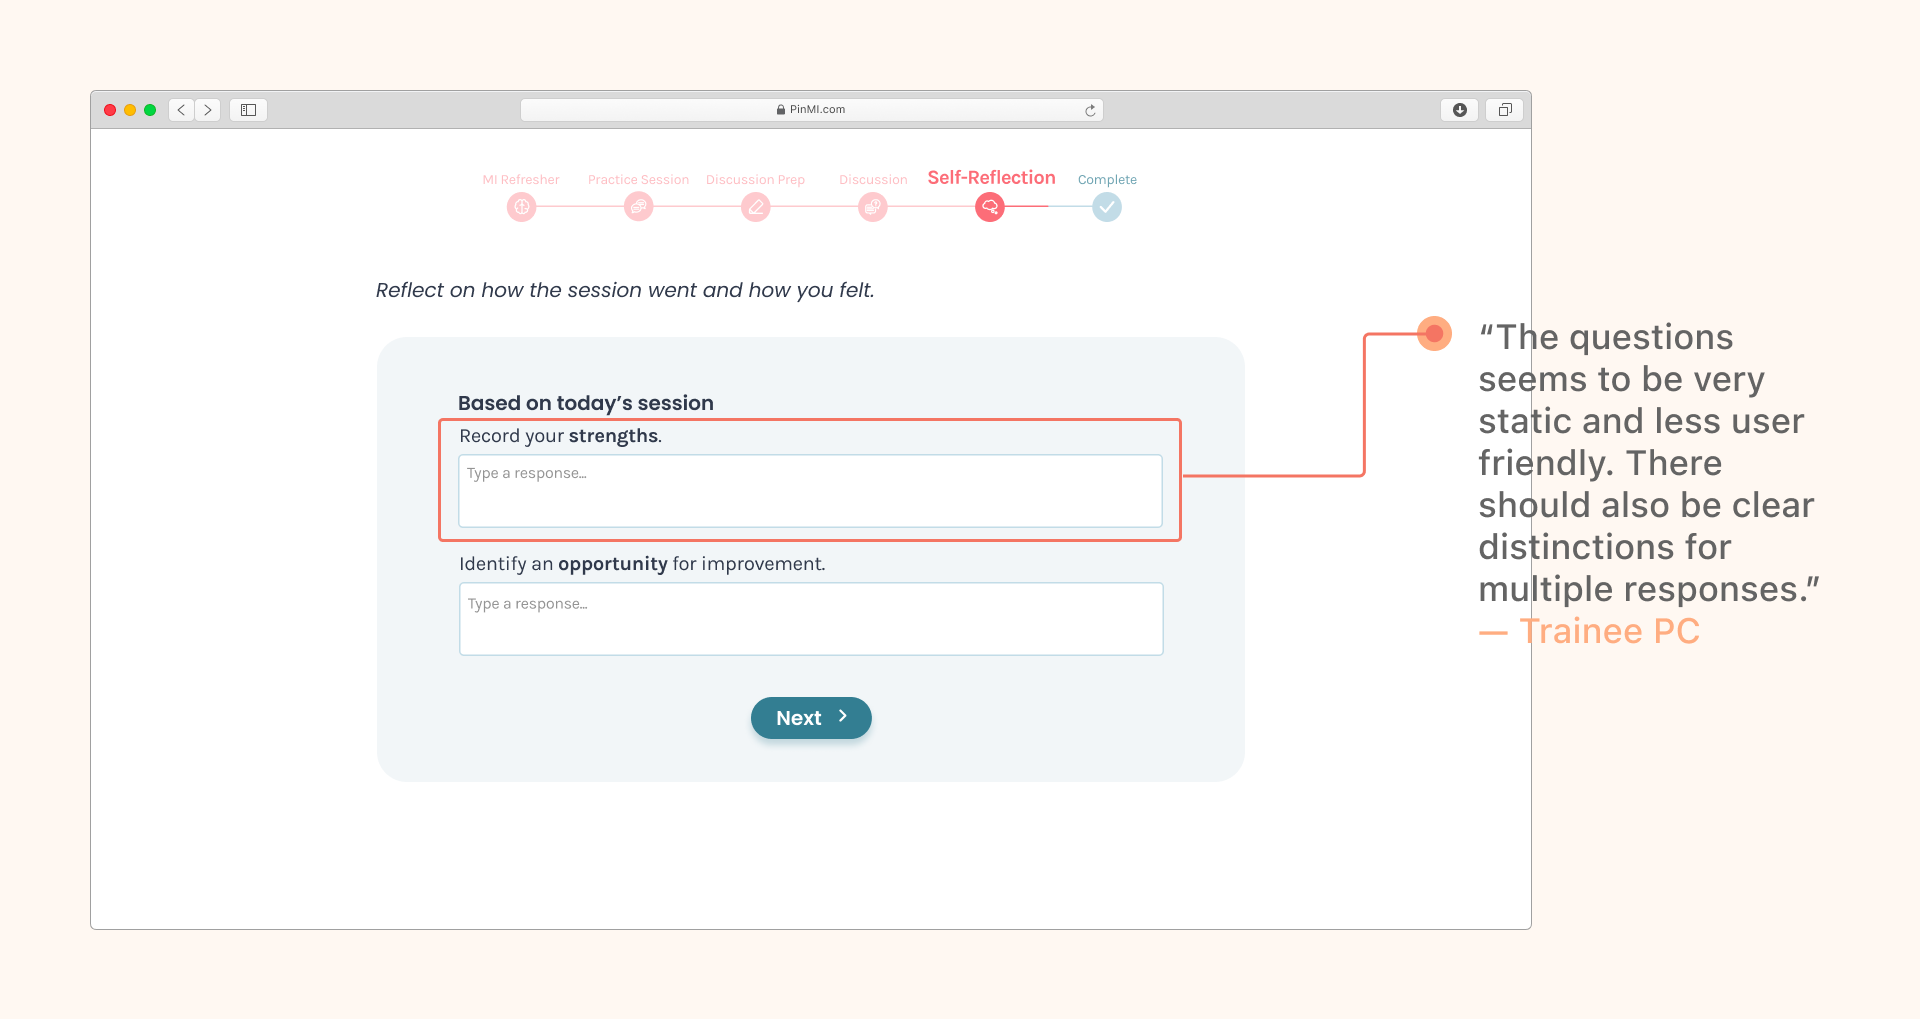 PinMI.com
MI Refresher
Practice Session
Discussion Prep
Discussion
Self-Reflection
Complete
Reflect on how the session went and how you felt.
Based on today’s session
Record your strengths.
Type a response...
Identify an opportunity for improvement.
Type a response...
Next
“The questions
seems to be very
static and less user
friendly. There
should also be clear
distinctions for
multiple responses.”
— Trainee PC